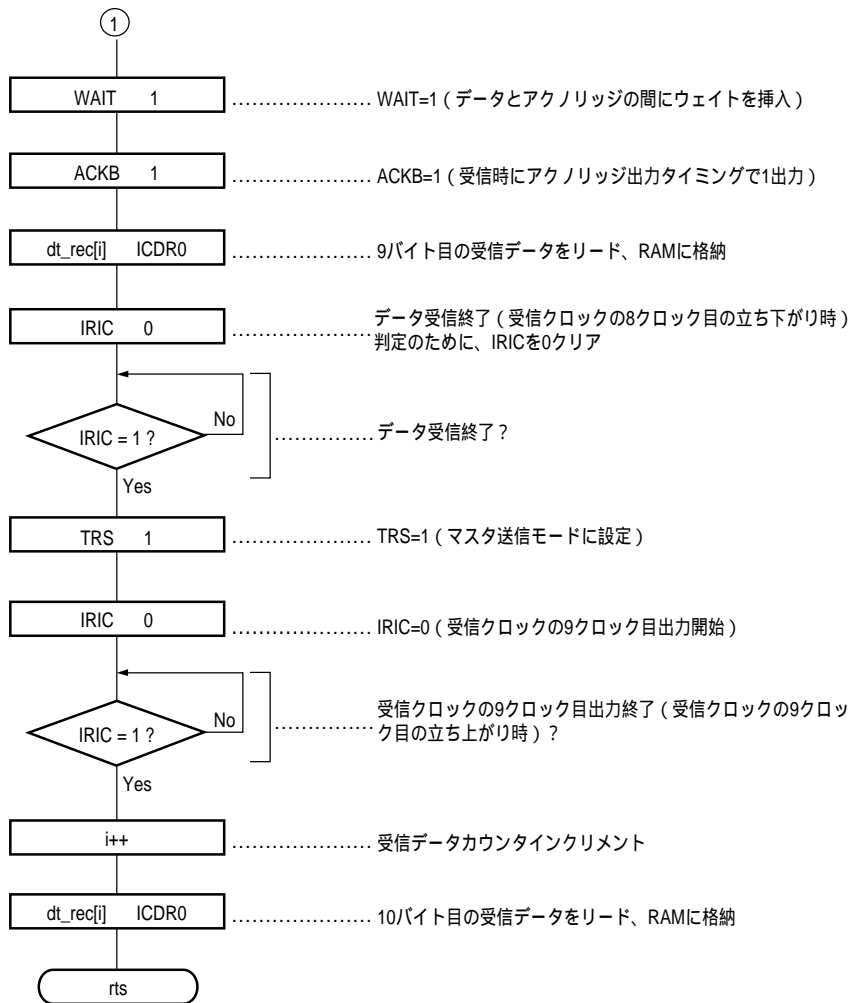 1
WAIT 1 ..................... WAIT=1（データとアクノリッジの間にウェイトを挿入）
ACKB 1 ..................... ACKB=1（受信時にアクノリッジ出力タイミングで1出力）
dt_rec[i] ICDR0 ..................... 9バイト目の受信データをリード、RAMに格納
IRIC 0 ..................... データ受信終了（受信クロックの8クロック目の立ち下がり時）
判定のために、IRICを0クリア
No
IRIC = 1 ? ............... データ受信終了？
Yes
TRS 1 ..................... TRS=1（マスタ送信モードに設定）
IRIC 0 ..................... IRIC=0（受信クロックの9クロック目出力開始）
No
IRIC = 1 ? ............... 受信クロックの9クロック目出力終了（受信クロックの9クロッ
ク目の立ち上がり時）？
Yes
i++ ..................... 受信データカウンタインクリメント
dt_rec[i] ICDR0 ..................... 10バイト目の受信データをリード、RAMに格納
rts